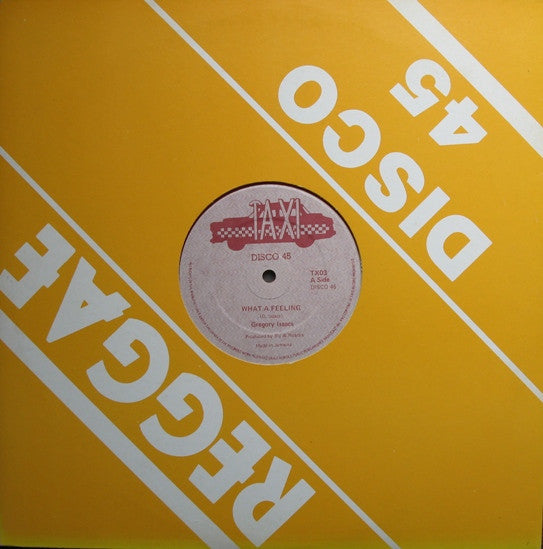 DISCO
45
REGGAE
TAXI
DISCO 45
TX03
A Side
DISCO 45
WHAT A FEELING
(G. Isaacs)
Gregory Isaacs
Produced by Sly & Robbie
Made in Jamaica